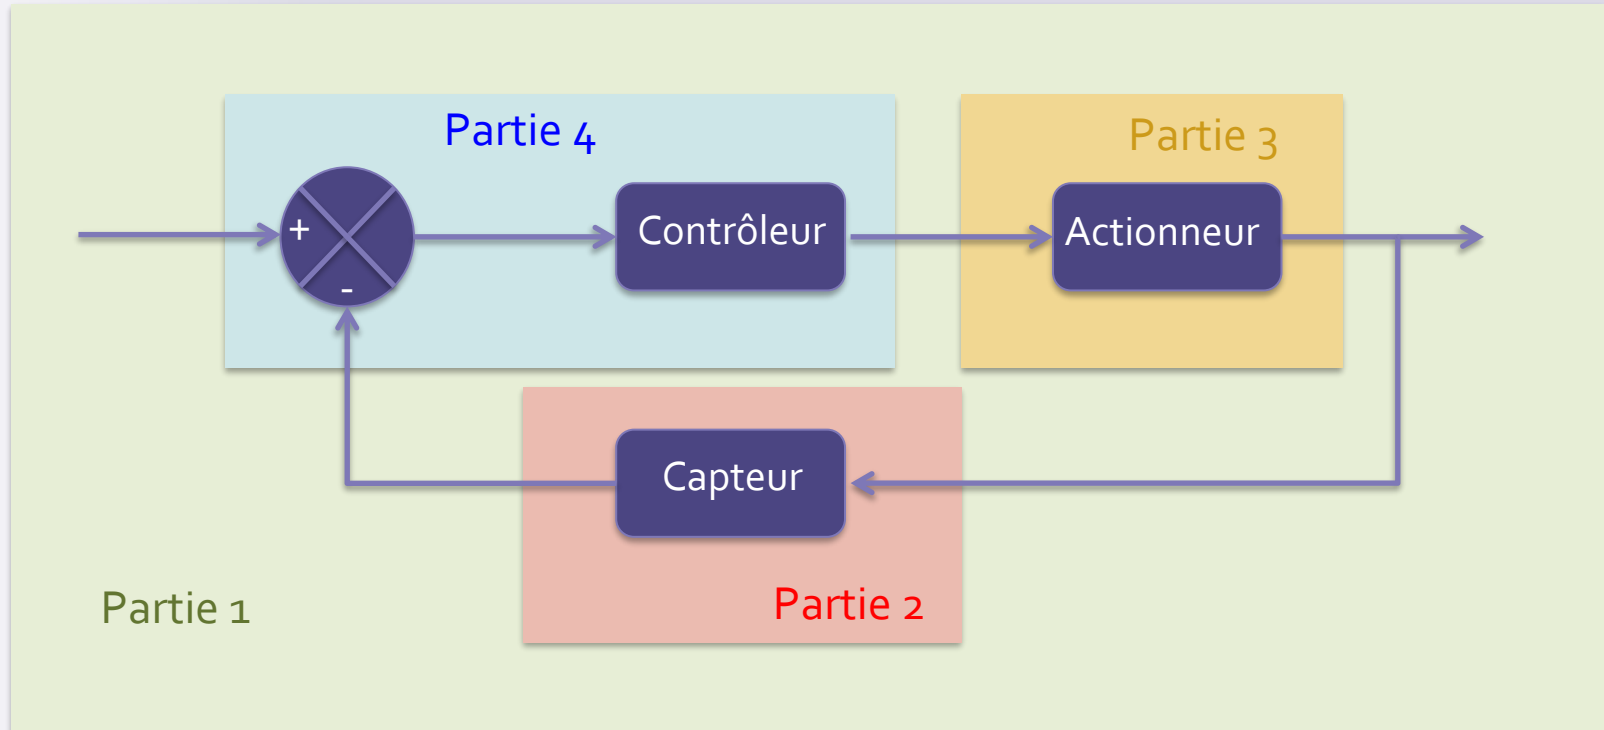 Partie 4
Partie 3
+
Contrôleur
Actionneur
-
Capteur
Partie 1
Partie 2